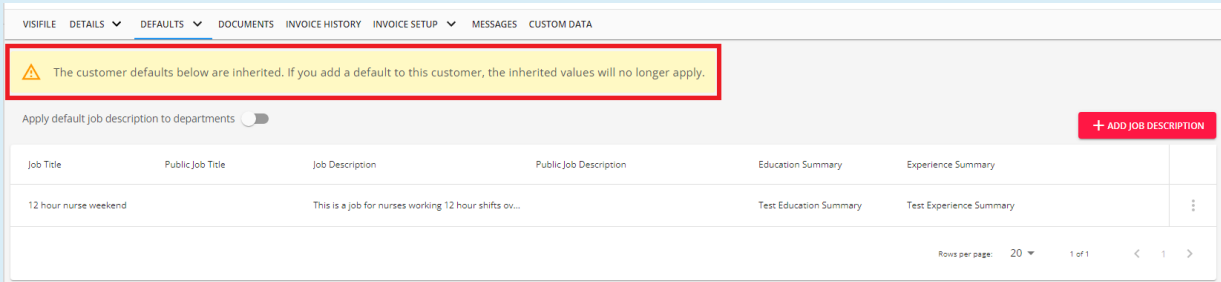 VISIFILE DETAILS DEFAULTS DOCUMENTS INVOICE HISTORY INVOICE SETUP MESSAGES CUSTOM DATA
The customer defaults below are inherited. If you add a default to this customer, the inherited values will no longer apply.
Apply default job description to departments
+ ADD JOB DESCRIPTION
Job Title Public Job Title Job Description Public Job Description Education Summary Experience Summary
12 hour nurse weekend This is a job for nurses working 12 hour shifts ov... Test Education Summary Test Experience Summary
Rows per page: 20 1 of 1 < 1 >